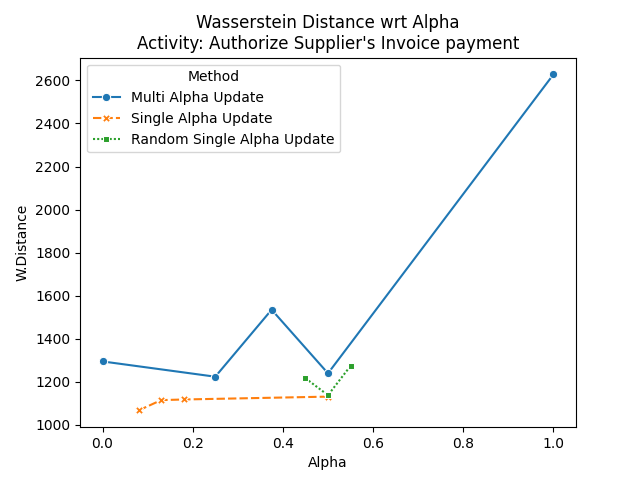 Wasserstein Distance wrt Alpha
Activity: Authorize Supplier's Invoice payment
Method
Multi Alpha Update
Single Alpha Update
Random Single Alpha Update
W.Distance
2600
2400
2200
2000
1800
1600
1400
1200
1000
0.0 0.2 0.4 0.6 0.8 1.0
Alpha